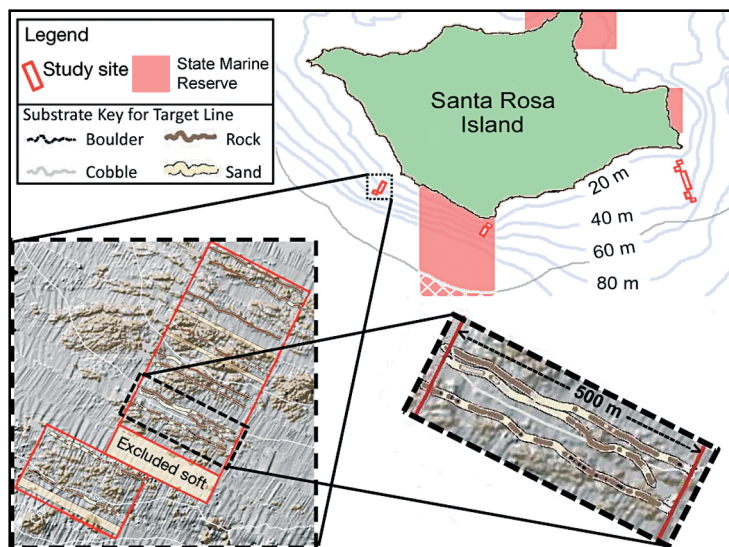 Legend
Study site
State Marine
Reserve
Substrate Key for Target Line
Boulder
Rock
Cobble
Sand
Santa Rosa
Island
20 m
40 m
60 m
80 m
500 m
Excluded soft